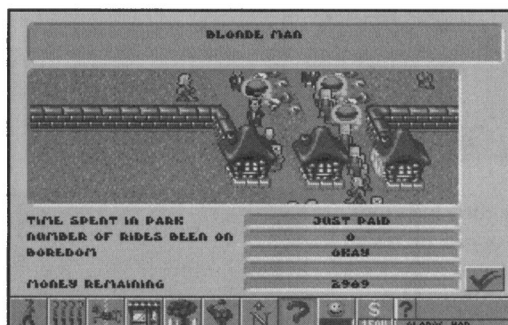 BLONDE MAN
TIME SPENT IN PARK JUST PAID
NUMBER OF RIDES BEEN ON 0
BOREDOM OKAY
MONEY REMAINING 2969
N ? $ ?